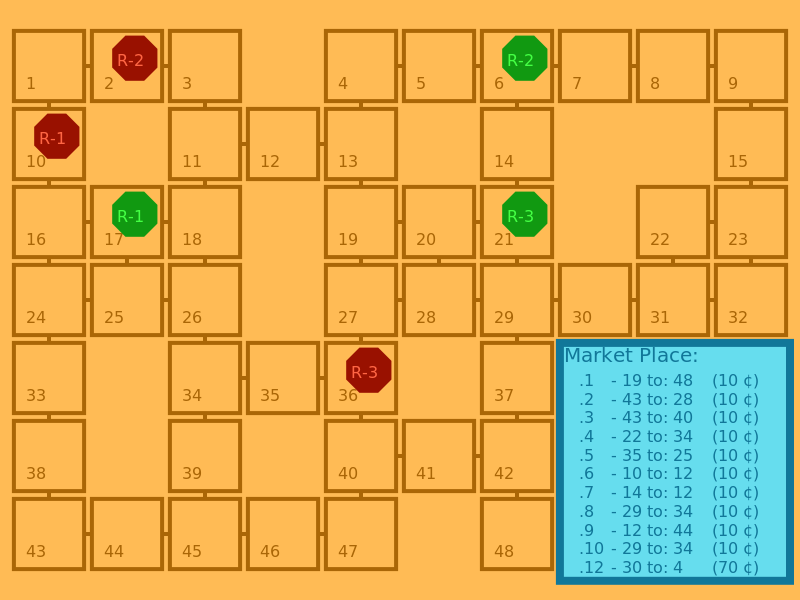 R-2 R-2
1 2 3 4 5 6 7 8 9
R-1
10 11 12 13 14 15
R-1 R-3
16 17 18 19 20 21 22 23
24 25 26 27 28 29 30 31 32
R-3
33 34 35 36 37
38 39 40 41 42
43 44 45 46 47 48
Market Place:
.1 - 19 to: 48 (10 ¢)
.2 - 43 to: 28 (10 ¢)
.3 - 43 to: 40 (10 ¢)
.4 - 22 to: 34 (10 ¢)
.5 - 35 to: 25 (10 ¢)
.6 - 10 to: 12 (10 ¢)
.7 - 14 to: 12 (10 ¢)
.8 - 29 to: 34 (10 ¢)
.9 - 12 to: 44 (10 ¢)
.10 - 29 to: 34 (10 ¢)
.12 - 30 to: 4 (70 ¢)